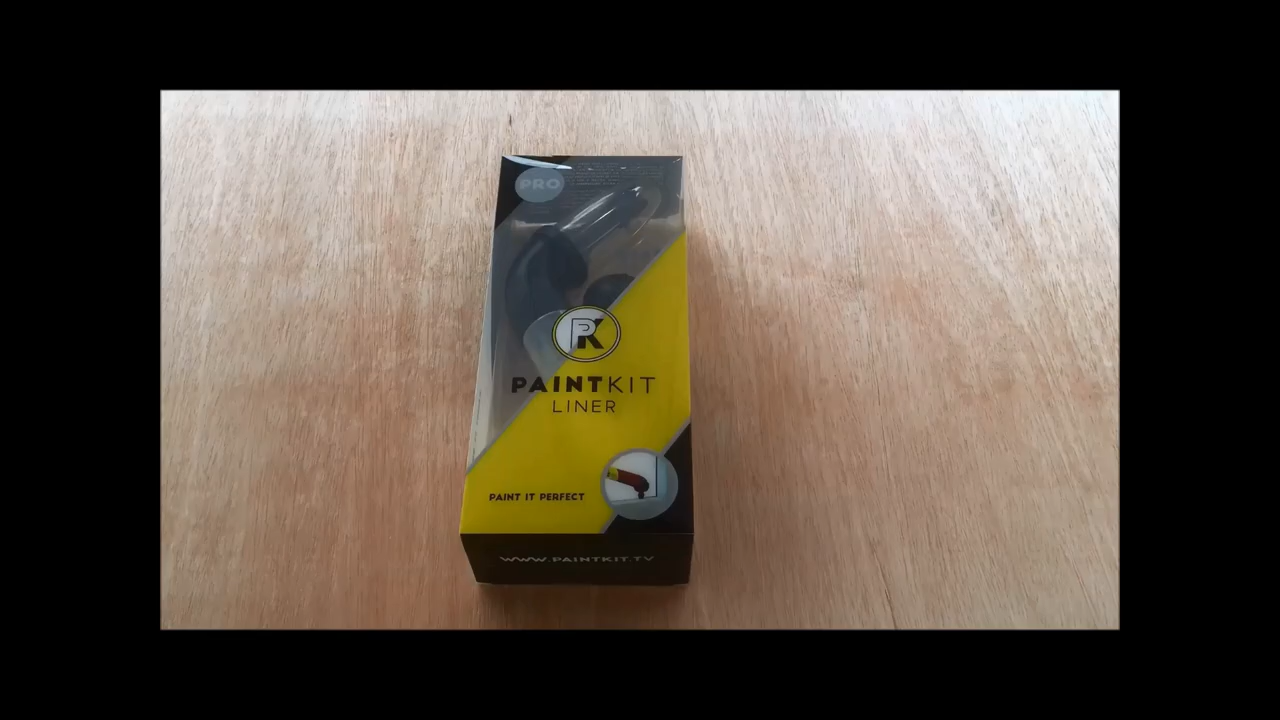 PRO
PK
PAINTKIT
LINER
PAINT IT PERFECT
WWW.PAINTKIT.TV